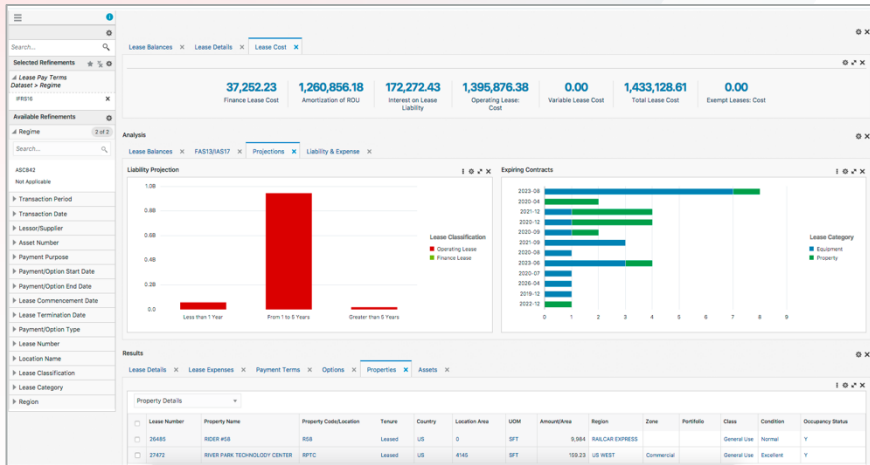 Search...
Selected Refinements
Lease Pay Terms
Dataset > Regime
IFRS16
Available Refinements
Regime
2 of 2
Search...
ASC842
Not Applicable
Transaction Period
Transaction Date
Lessor/Supplier
Asset Number
Payment Purpose
Payment/Option Start Date
Payment/Option End Date
Lease Commencement Date
Lease Termination Date
Payment/Option Type
Lease Number
Location Name
Lease Classification
Lease Category
Region
Lease Balances Lease Details Lease Cost
37,252.23 1,260,856.18 172,272.43 1,395,876.38 0.00 1,433,128.61 0.00
Finance Lease Cost Amortization of ROU Interest on Lease Liability Operating Lease: Cost Variable Lease Cost Total Lease Cost Exempt Leases: Cost
Analysis
Lease Balances FAS13/IAS17 Projections Liability & Expense
Liability Projection
1.0B
0.8B
0.6B
0.4B
0.2B
0.0
Less than 1 Year From 1 to 5 Years Greater than 5 Years
Lease Classification
Operating Lease
Finance Lease
Expiring Contracts
2023-08
2020-04
2021-12
2020-12
2020-09
2021-09
2020-08
2023-06
2020-07
2026-04
2019-12
2022-12
0 1 2 3 4 5 6 7 8 9
Lease Category
Equipment
Property
Results
Lease Details Lease Expenses Payment Terms Options Properties Assets
Property Details
Lease Number Property Name Property Code/Location Tenure Country Location Area UOM Amount/Area Region Zone Portfolio Class Condition Occupancy Status
26485 RIDER #58 R58 Leased US 0 SFT 9,984 RAILCAR EXPRESS General Use Normal Y
27472 RIVER PARK TECHNOLODY CENTER RPTC Leased US 4145 SFT 159.23 US WEST Commercial General Use Excellent Y